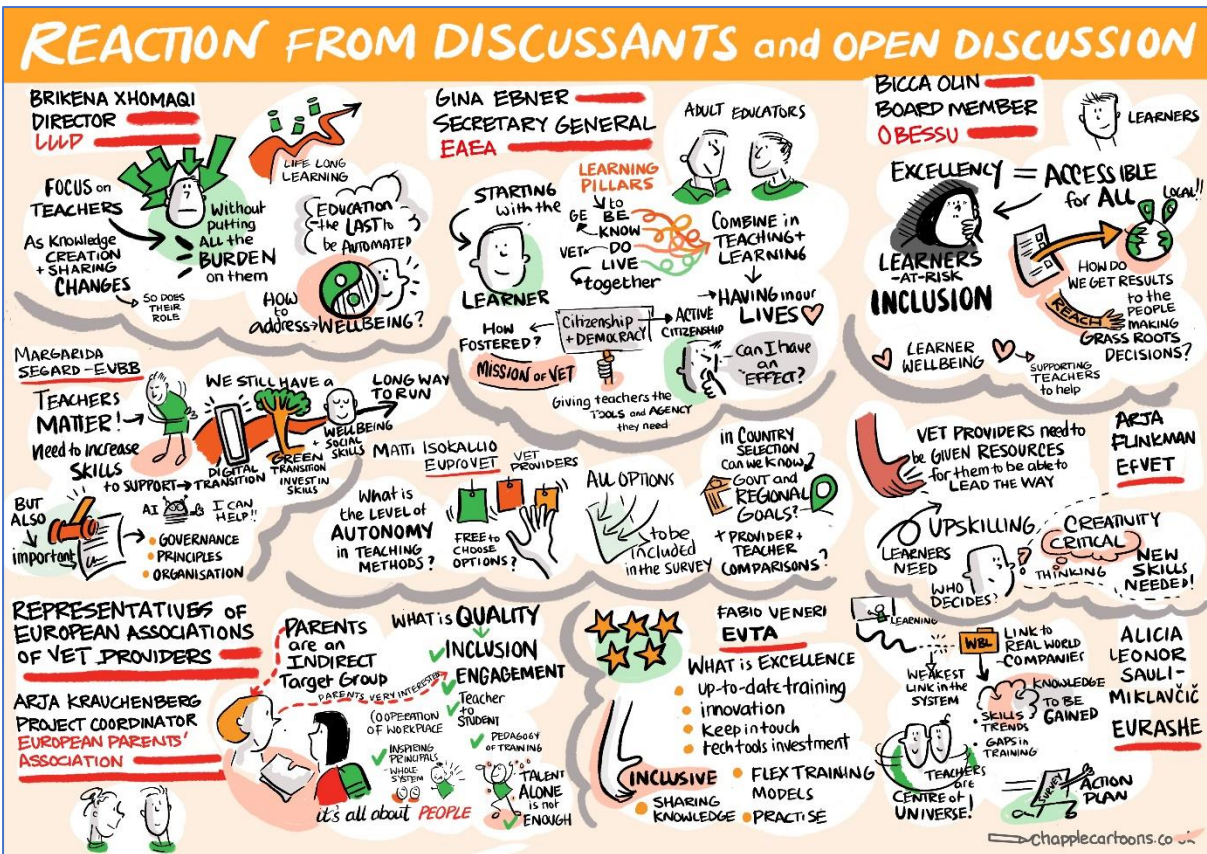 REACTION FROM DISCUSSANTS and OPEN DISCUSSION
BRIKENA XHOMAQI
DIRECTOR
LLLP
LIFE LONG
LEARNING
FOCUS on
TEACHERS
Without
putting
ALL the
BURDEN
on them
As Knowledge
CREATION
+ SHARING
CHANGES
SO DOES
THEIR
ROLE
EDUCATION
the LAST to
be AUTOMATED
HOW
to
address WELLBEING?
GINA EBNER
SECRETARY GENERAL
EAEA
ADULT EDUCATORS
STARTING
with the
LEARNER
LEARNING
PILLARS
to
BE
GE KNOW
VET DO
LIVE
together
COMBINE in
TEACHING +
LEARNING
HAVING in our
LIVES
HOW
FOSTERED?
Citizenship
+ DEMOCRACY
ACTIVE
CITIZENSHIP
MISSION OF VET
Can I have
an
EFFECT?
Giving teachers the
TOOLS and AGENCY
they need
BICCA OLIN
BOARD MEMBER
OBESSU
LEARNERS
EXCELLENCY = ACCESSIBLE
for ALL
LOCAL!!
LEARNERS
-AT-RISK
INCLUSION
HOW DO
WE GET RESULTS
to the
PEOPLE
MAKING
GRASS ROOTS
DECISIONS?
REACH
LEARNER
WELLBEING
SUPPORTING
TEACHERS
to help
MARGARIDA
SEGARD - EVBB
TEACHERS
MATTER!
need to increase
SKILLS
to SUPPORT
WE STILL HAVE a
LONG WAY
TO RUN
DIGITAL
TRANSITION
GREEN
TRANSITION
INVEST in
SKILLS
WELLBEING
+ SOCIAL
SKILLS
BUT
ALSO
important
AI
I CAN
HELP!!
GOVERNANCE
PRINCIPLES
ORGANISATION
MATTI ISOKALLIO
EUPROVET
VET
PROVIDERS
What is
the LEVEL of
AUTONOMY
in TEACHING
METHODS?
FREE to
CHOOSE
OPTIONS?
ALL OPTIONS
to be
included
in the SURVEY
in COUNTRY
SELECTION
can we know
GOVT and
REGIONAL
GOALS?
+ PROVIDER +
TEACHER
COMPARISONS?
VET PROVIDERS need to
be GIVEN RESOURCES
for them to be able to
LEAD THE WAY
ARJA
FLINKMAN
EfVET
UPSKILLING
LEARNERS
NEED
WHO
DECIDES?
CREATIVITY
CRITICAL
THINKING
NEW
SKILLS
NEEDED!
REPRESENTATIVES of
EUROPEAN ASSOCIATIONS
OF VET PROVIDERS
ARJA KRAUCHENBERG
PROJECT COORDINATOR
EUROPEAN PARENTS'
ASSOCIATION
PARENTS
are an
INDIRECT
Target Group
PARENTS VERY INTERESTED
What is QUALITY
INCLUSION
ENGAGEMENT
Teacher
to
STUDENT
COOPERATION
OF WORKPLACE
INSPIRING
PRINCIPALS
- WHOLE
SYSTEM
PEDAGOGY
of TRAINING
TALENT
ALONE
is not
ENOUGH
it's all about PEOPLE
FABIO VENERI
EVTA
WHAT is EXCELLENCE
up-to-date training
innovation
Keep in touch
tech tools investment
INCLUSIVE
FLEX TRAINING
MODELS
SHARING
KNOWLEDGE
PRACTISE
LEARNING
WEAKEST
LINK in the
SYSTEM
WBL
LINK to
REAL WORLD
- COMPANIES
KNOWLEDGE
TO BE
GAINED
SKILLS
TRENDS
GAPS in
TRAINING
ALICIA
LEONOR
SAULI-
MIKLAVČIČ
EURASHE
TEACHERS
are
CENTRE of
UNIVERSE!
SURVEY
ACTION
PLAN
chapplecartoons.co.uk